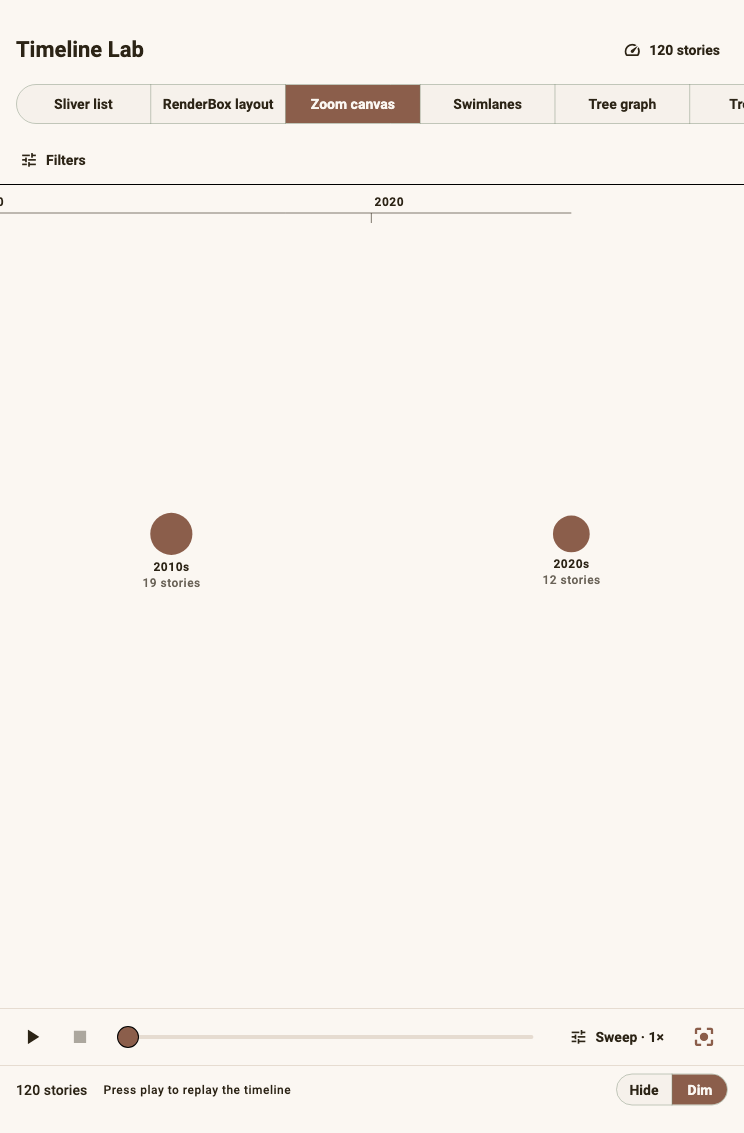 Timeline Lab
120 stories
Sliver list
RenderBox layout
Zoom canvas
Swimlanes
Tree graph
Filters
2020
2010s
19 stories
2020s
12 stories
Sweep · 1×
120 stories
Press play to replay the timeline
Hide
Dim